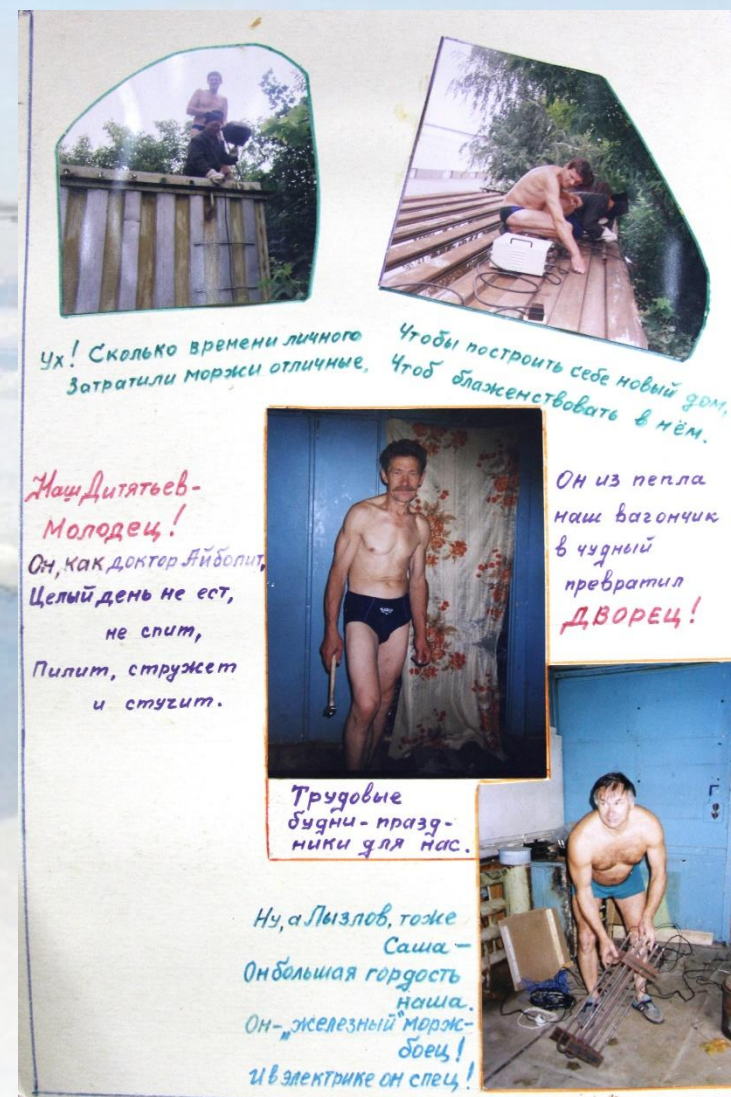 Ух! Сколько времени личного
Затратили моржи отличные,
Чтобы построить себе новый дом,
Чтоб блаженствовать в нём.
Наш Дитятьев-
Молодец!
Он, как доктор Айболит,
Целый день не ест,
не спит,
Пилит, стружет
и стучит.
Он из пепла
наш вагончик
в чудный
превратил
ДВОРЕЦ!
Трудовые
будни - празд-
ники для нас.
Ну, а Лызлов, тоже
Саша -
Он большая гордость
наша.
Он - „железный" морж-
боец!
И в электрике он спец!